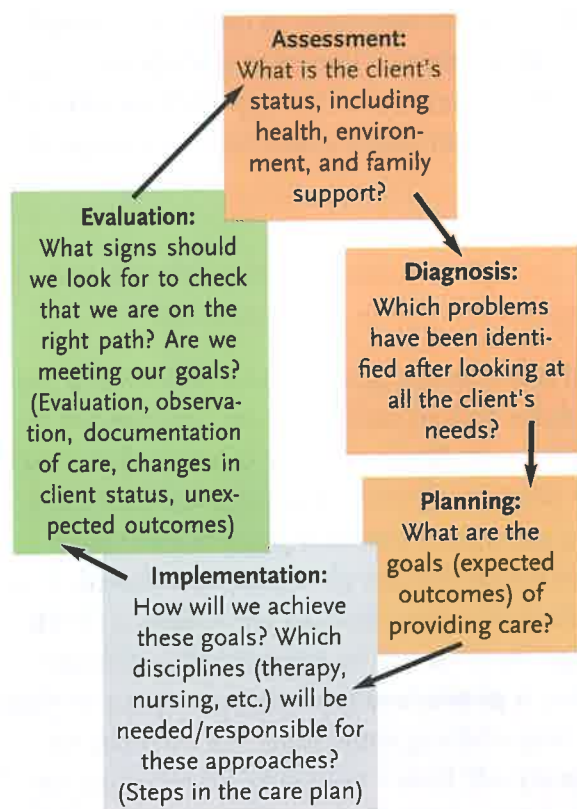 Assessment:
What is the client's
status, including
health, environ-
ment, and family
support?
Diagnosis:
Which problems
have been identi-
fied after looking at
all the client's
needs?
Planning:
What are the
goals (expected
outcomes) of
providing care?
Implementation:
How will we achieve
these goals? Which
disciplines (therapy,
nursing, etc.) will be
needed/responsible for
these approaches?
(Steps in the care plan)
Evaluation:
What signs should
we look for to check
that we are on the
right path? Are we
meeting our goals?
(Evaluation, observa-
tion, documentation
of care, changes in
client status, unex-
pected outcomes)